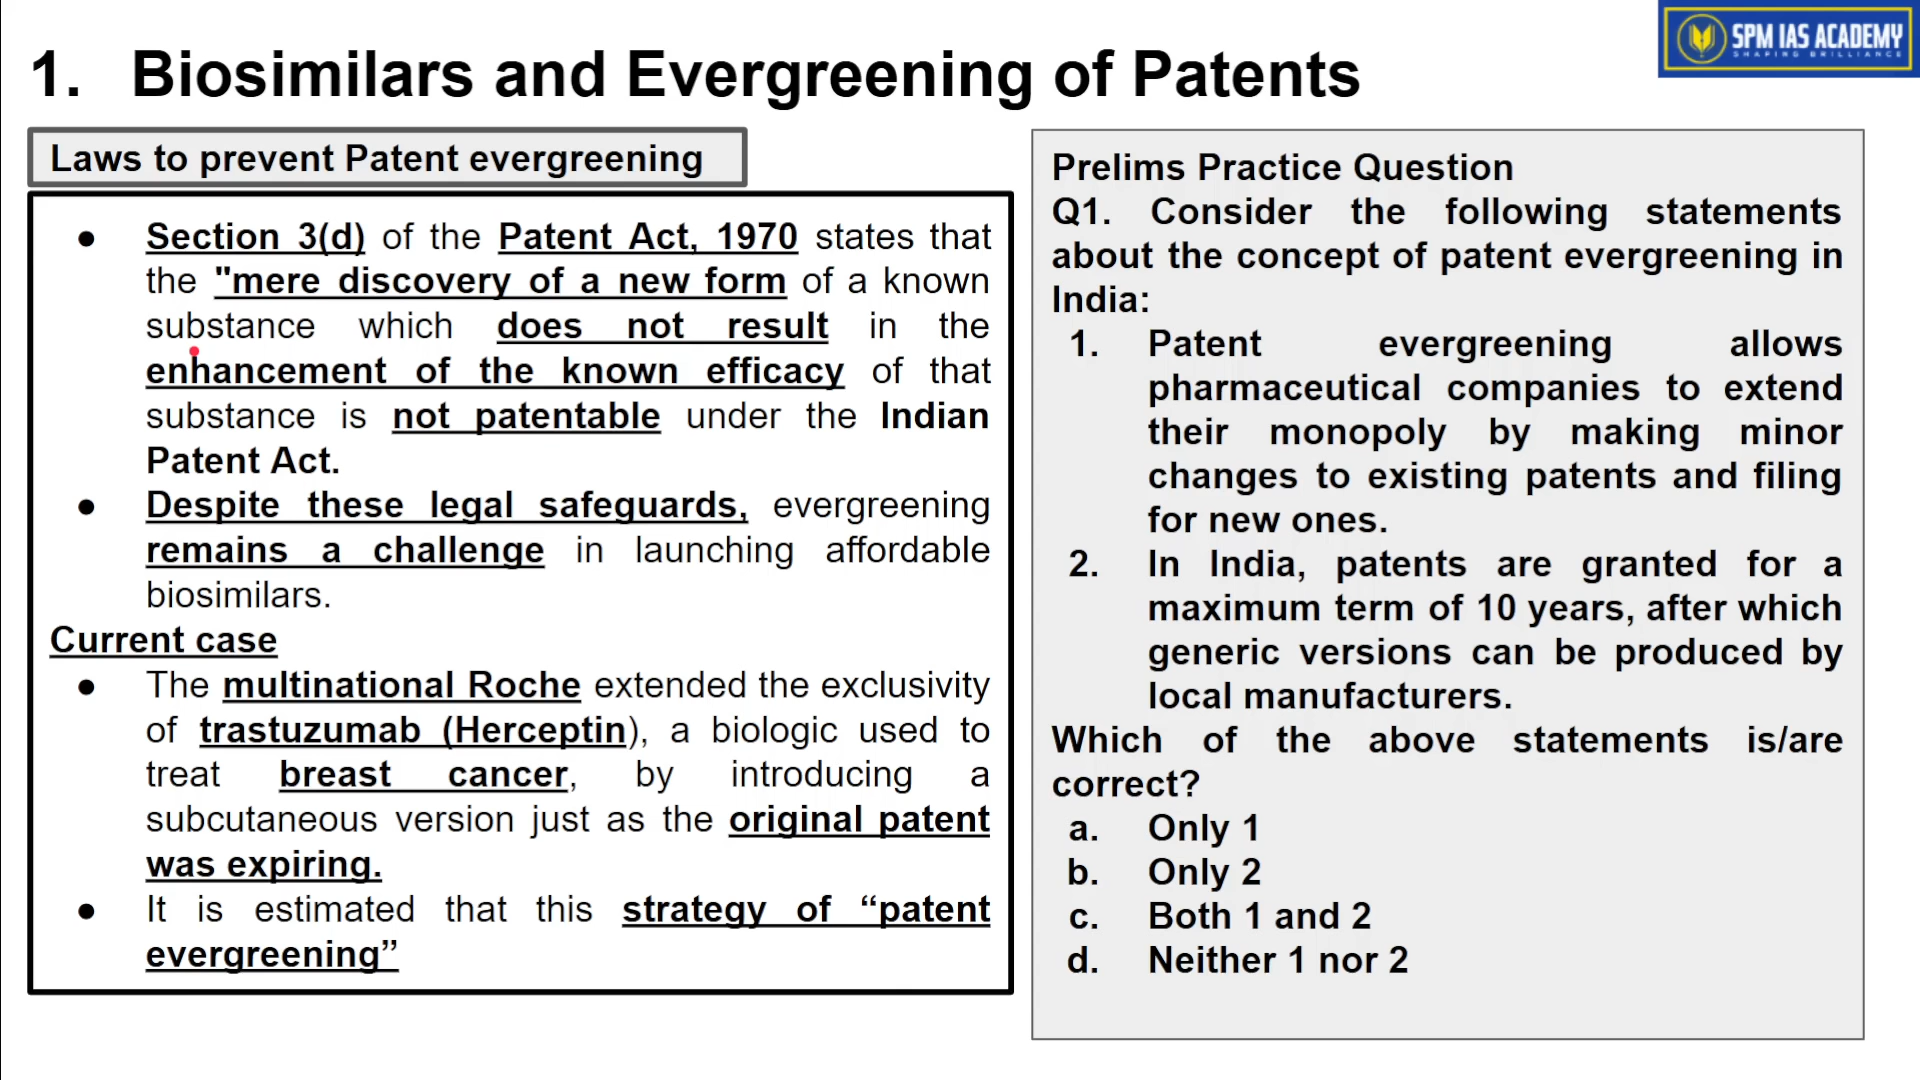 SPM IAS ACADEMY
SHAPING BRILLIANCE
1. Biosimilars and Evergreening of Patents
Laws to prevent Patent evergreening
● Section 3(d) of the Patent Act, 1970 states that
the "mere discovery of a new form of a known
substance which does not result in the
enhancement of the known efficacy of that
substance is not patentable under the Indian
Patent Act.
● Despite these legal safeguards, evergreening
remains a challenge in launching affordable
biosimilars.
Current case
● The multinational Roche extended the exclusivity
of trastuzumab (Herceptin), a biologic used to
treat breast cancer, by introducing a
subcutaneous version just as the original patent
was expiring.
● It is estimated that this strategy of “patent
evergreening”
Prelims Practice Question
Q1. Consider the following statements
about the concept of patent evergreening in
India:
1. Patent evergreening allows
pharmaceutical companies to extend
their monopoly by making minor
changes to existing patents and filing
for new ones.
2. In India, patents are granted for a
maximum term of 10 years, after which
generic versions can be produced by
local manufacturers.
Which of the above statements is/are
correct?
a. Only 1
b. Only 2
c. Both 1 and 2
d. Neither 1 nor 2